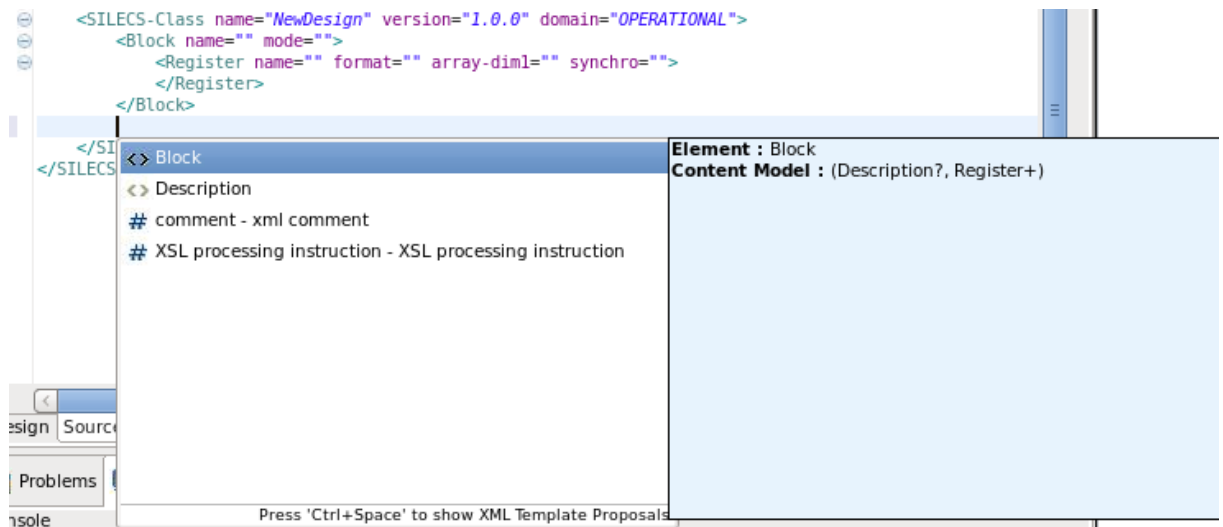 <SILECS-Class name="NewDesign" version="1.0.0" domain="OPERATIONAL">
<Block name="" mode="">
<Register name="" format="" array-dim1="" synchro="">
</Register>
</Block>
</SI
</SILECS
Block
Description
comment - xml comment
XSL processing instruction - XSL processing instruction
Press 'Ctrl+Space' to show XML Template Proposals
Element : Block
Content Model : (Description?, Register+)
esign Source
Problems
nsole